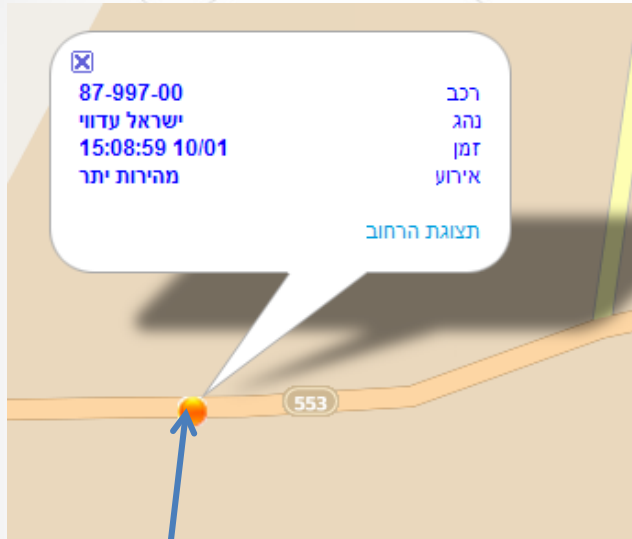 רכב 87-997-00
נהג ישראל עדווי
זמן 15:08:59 10/01
אירוע מהירות יתר
תצוגת הרחוב
553